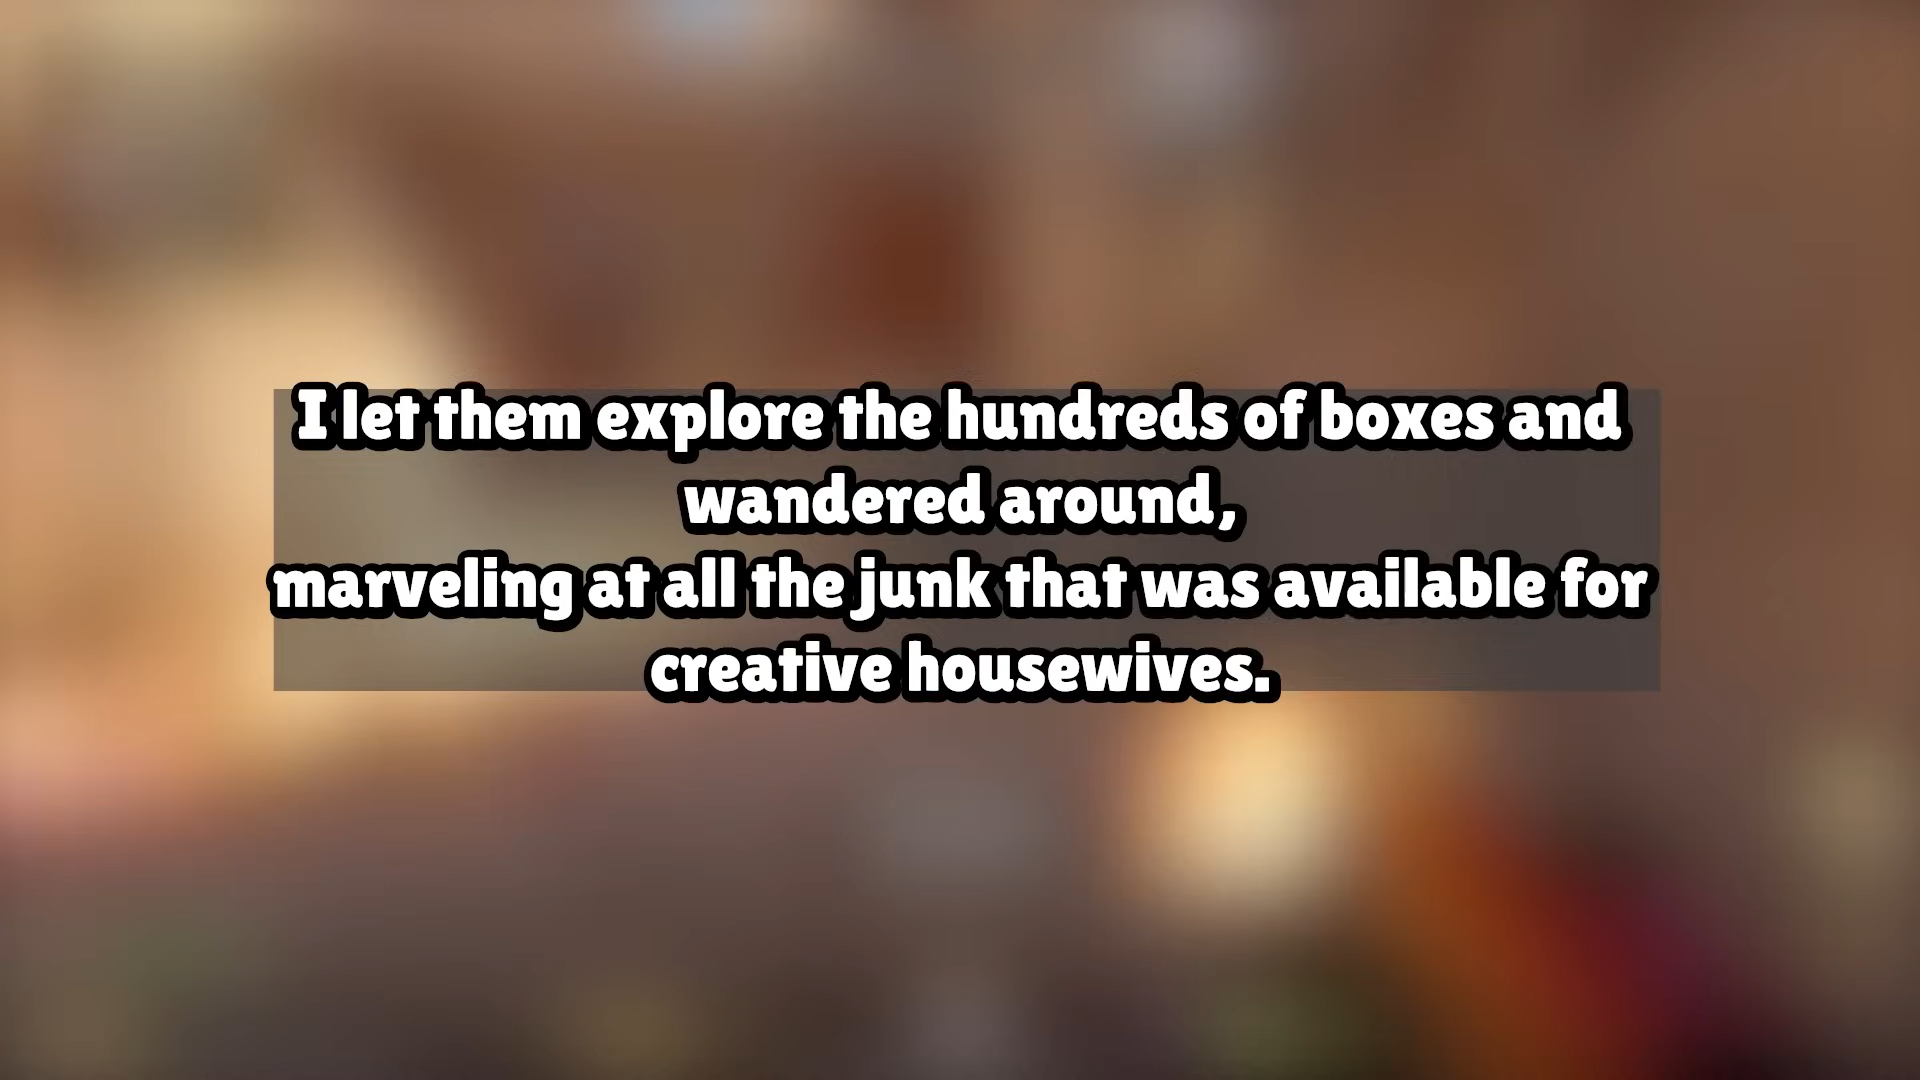 I let them explore the hundreds of boxes and
wandered around,
marveling at all the junk that was available for
creative housewives.